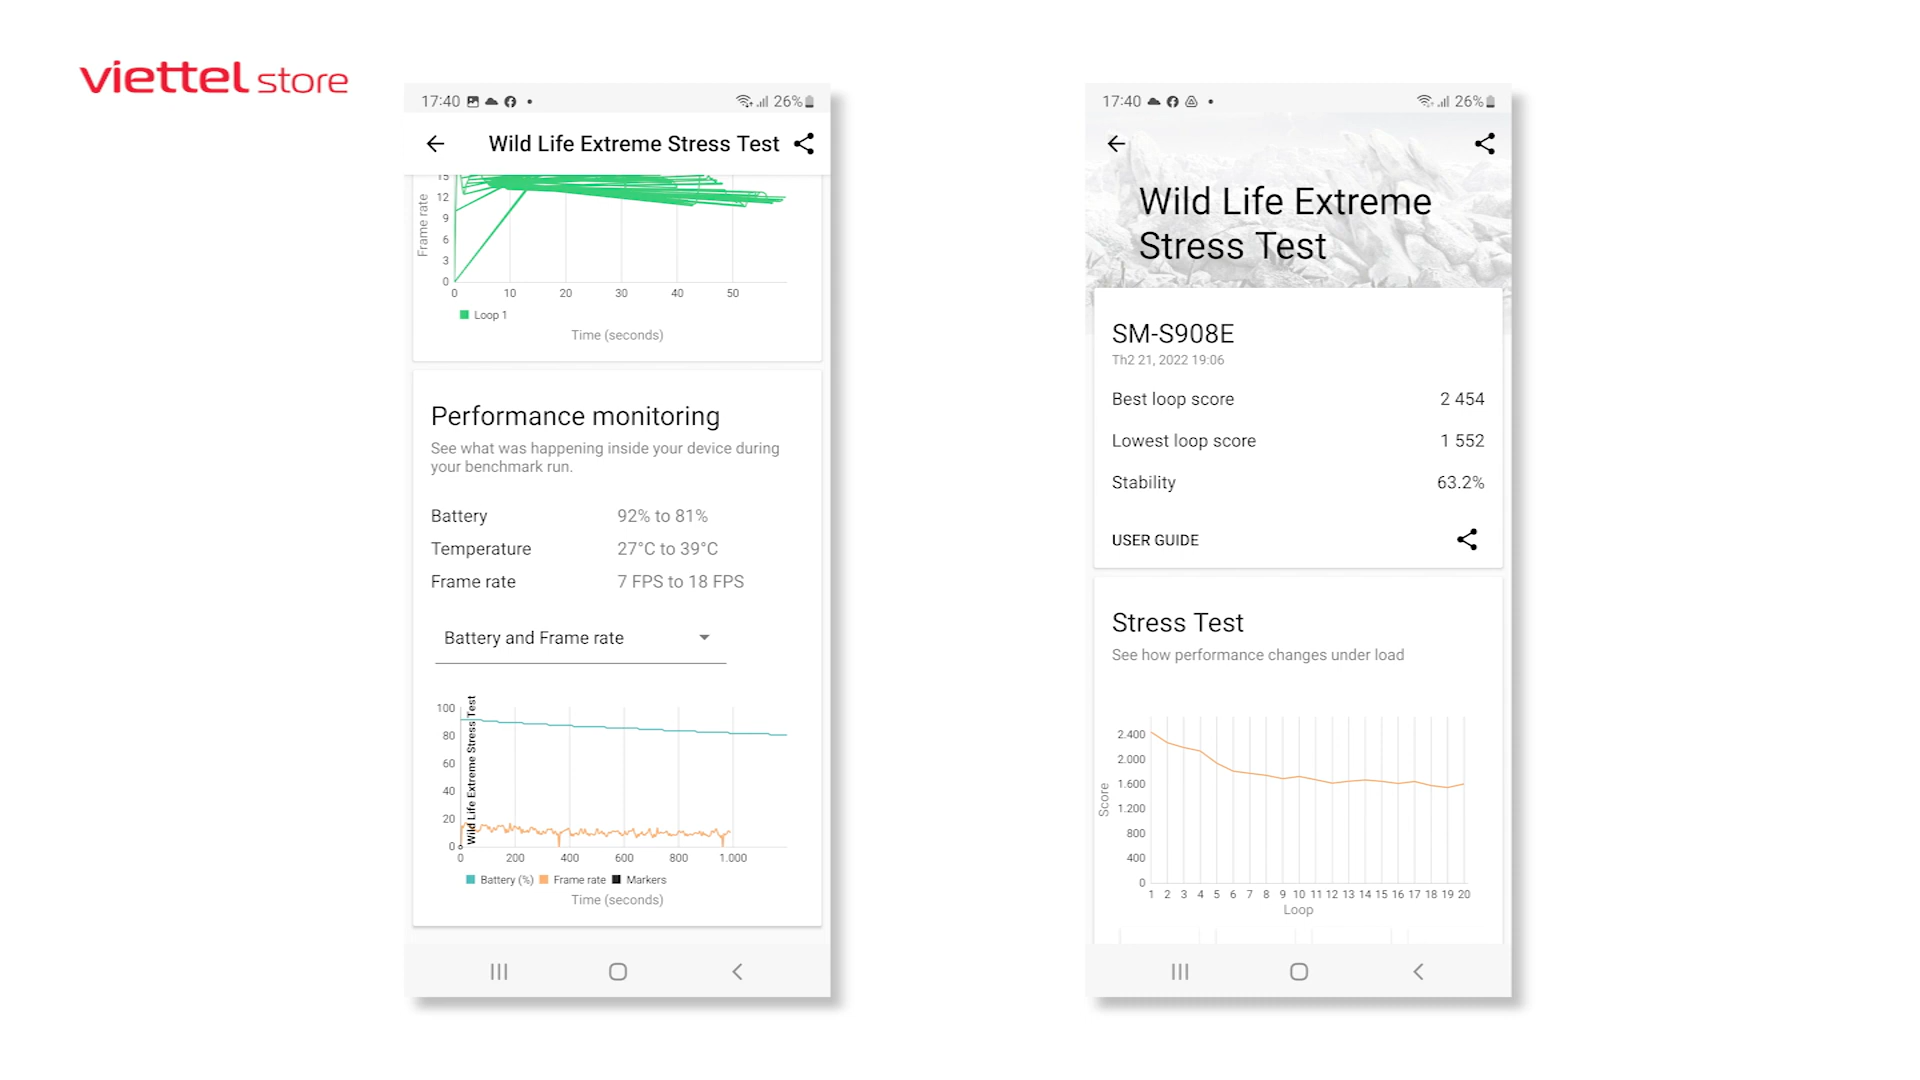 viettel store
17:40
26%
Wild Life Extreme Stress Test
15
12
9
6
3
0
Frame rate
0 10 20 30 40 50
Loop 1
Time (seconds)
Performance monitoring
See what was happening inside your device during
your benchmark run.
Battery 92% to 81%
Temperature 27°C to 39°C
Frame rate 7 FPS to 18 FPS
Battery and Frame rate
100
80
60
40
20
0
Wild Life Extreme Stress Test
0 200 400 600 800 1.000
Battery (%) Frame rate Markers
Time (seconds)
17:40
26%
Wild Life Extreme
Stress Test
SM-S908E
Th2 21, 2022 19:06
Best loop score 2 454
Lowest loop score 1 552
Stability 63.2%
USER GUIDE
Stress Test
See how performance changes under load
2.400
2.000
1.600
1.200
800
400
0
Score
1 2 3 4 5 6 7 8 9 10 11 12 13 14 15 16 17 18 19 20
Loop